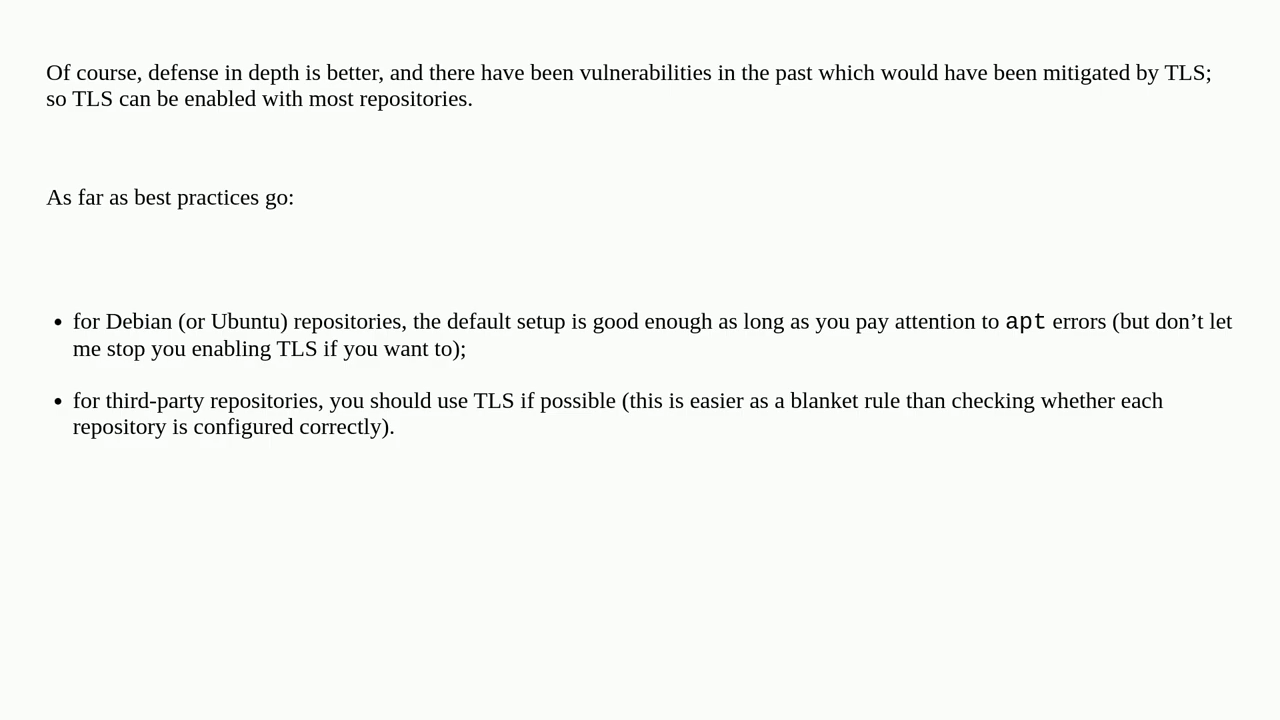 Of course, defense in depth is better, and there have been vulnerabilities in the past which would have been mitigated by TLS;
so TLS can be enabled with most repositories.
As far as best practices go:
• for Debian (or Ubuntu) repositories, the default setup is good enough as long as you pay attention to apt errors (but don’t let
me stop you enabling TLS if you want to);
• for third-party repositories, you should use TLS if possible (this is easier as a blanket rule than checking whether each
repository is configured correctly).